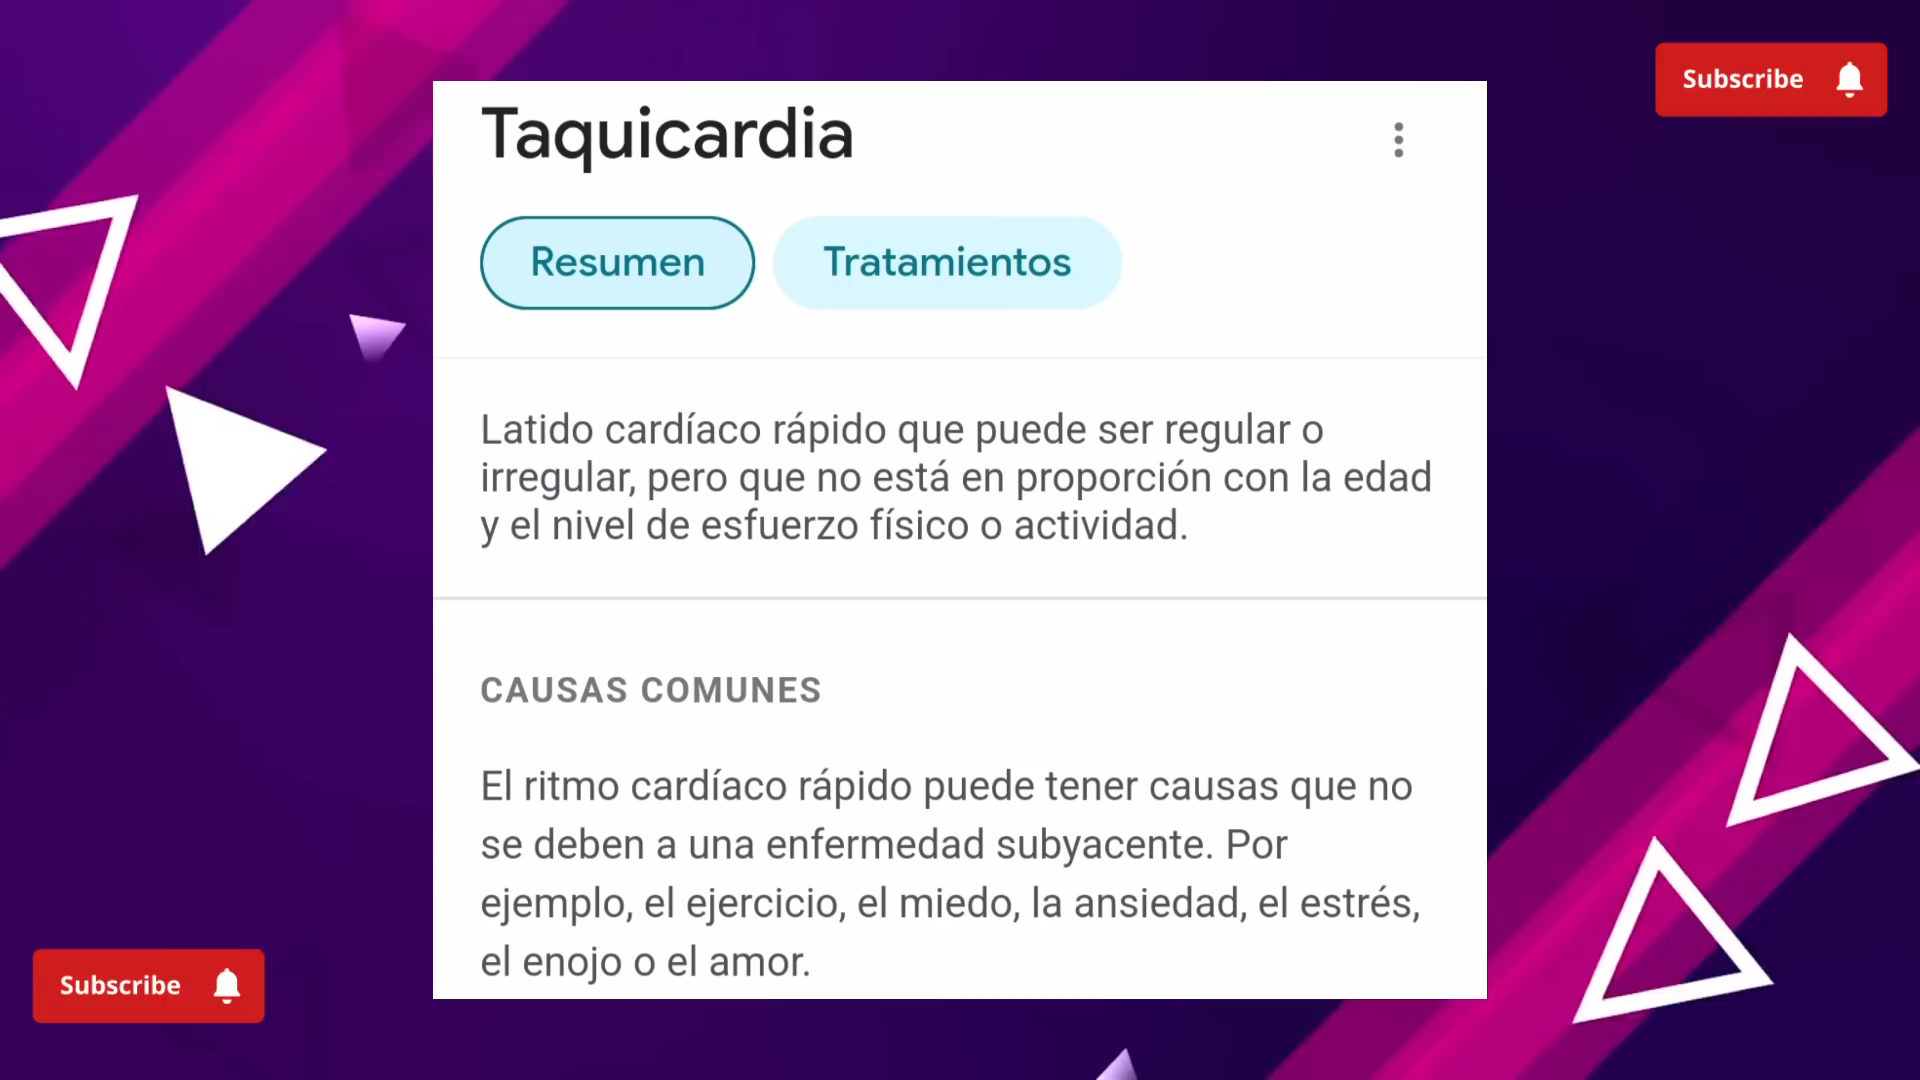 Subscribe
Taquicardia
Resumen
Tratamientos
Latido cardíaco rápido que puede ser regular o
irregular, pero que no está en proporción con la edad
y el nivel de esfuerzo físico o actividad.
CAUSAS COMUNES
El ritmo cardíaco rápido puede tener causas que no
se deben a una enfermedad subyacente. Por
ejemplo, el ejercicio, el miedo, la ansiedad, el estrés,
el enojo o el amor.
Subscribe